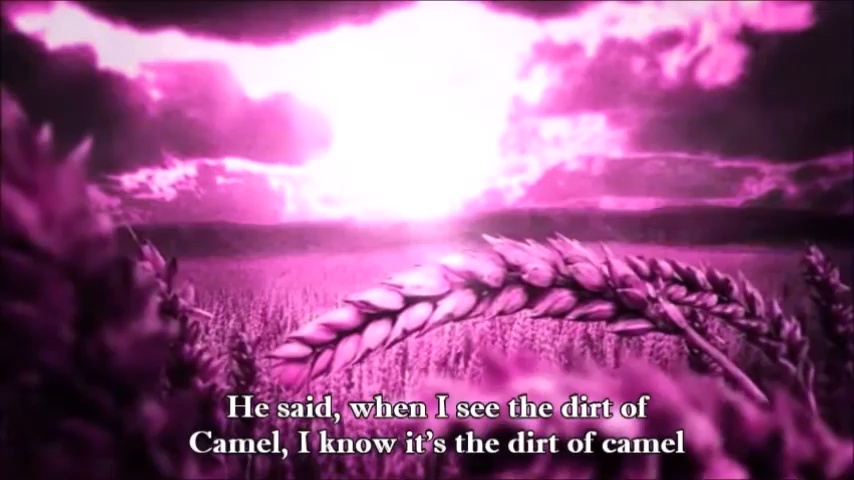 He said, when I see the dirt of
Camel, I know it's the dirt of camel